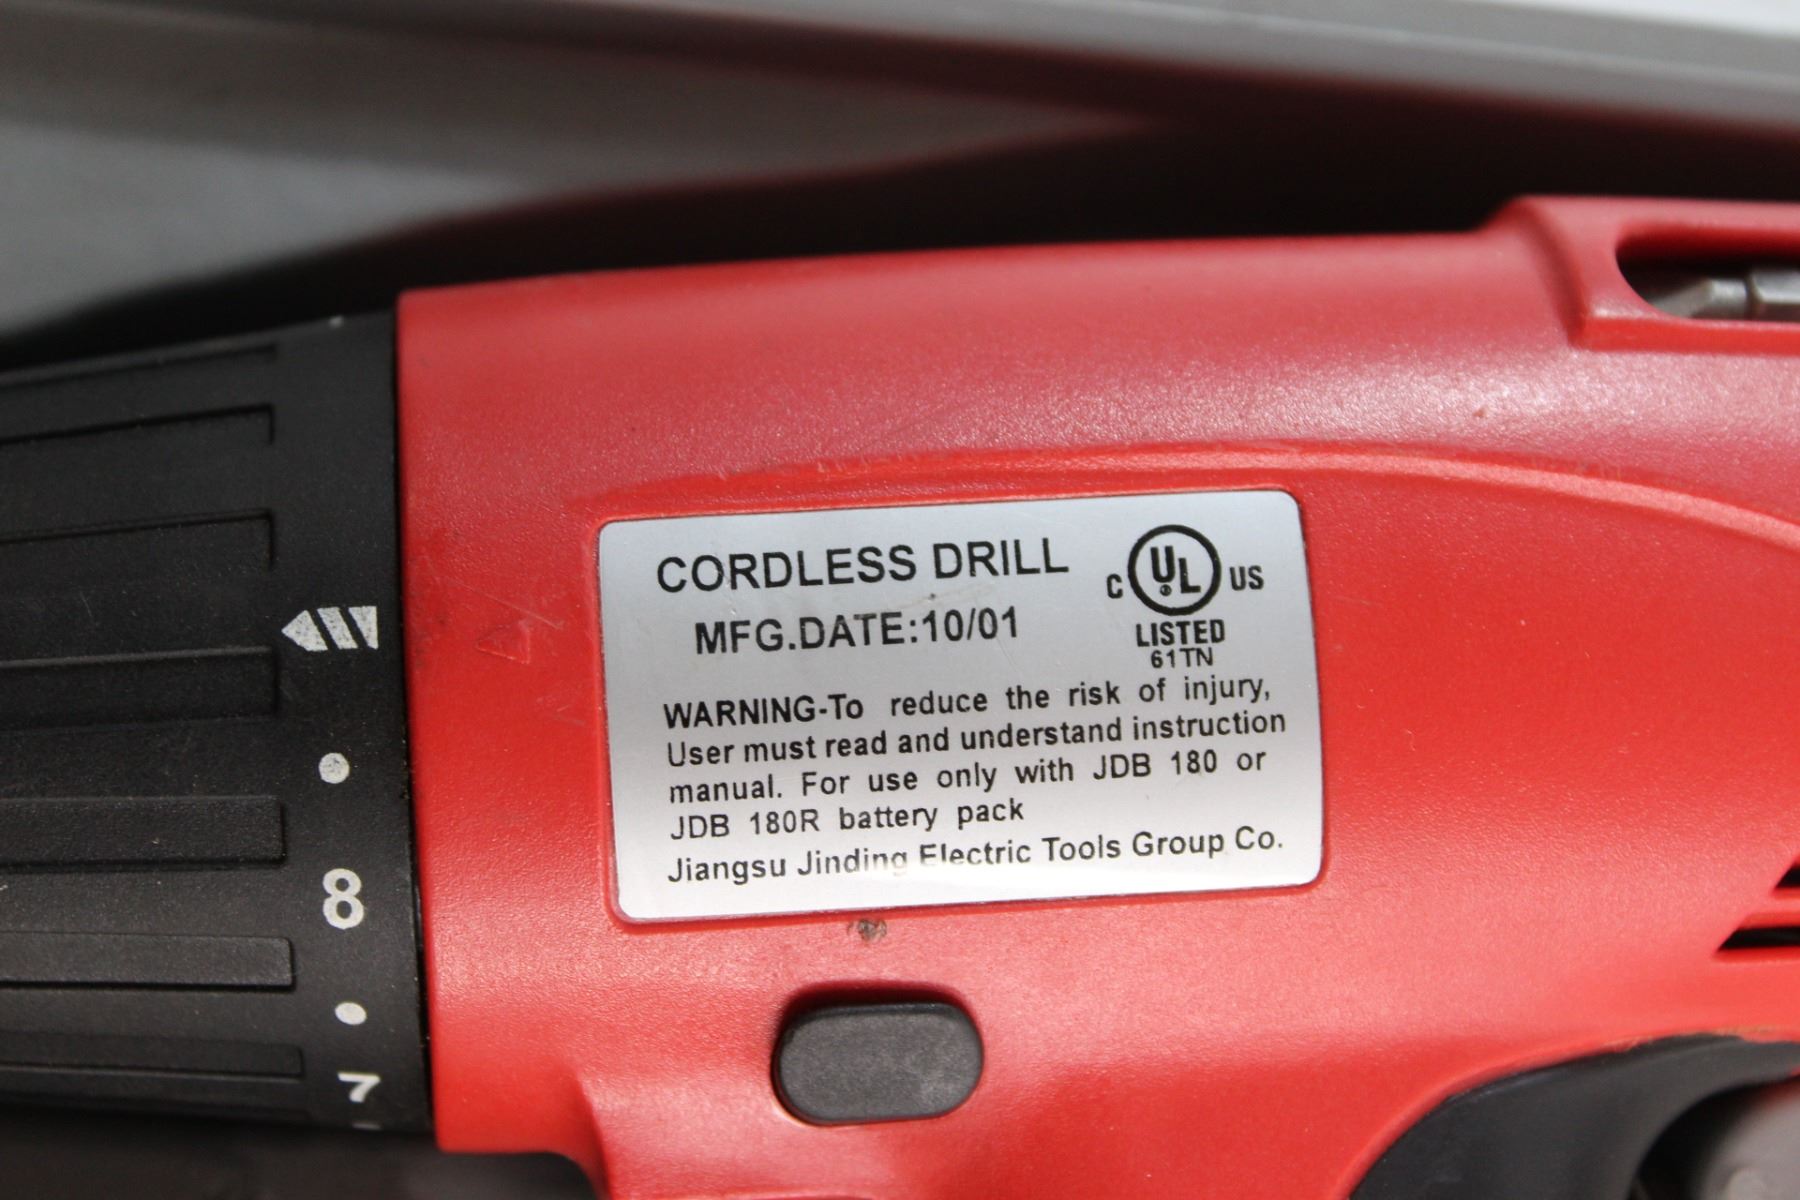 CORDLESS DRILL
MFG.DATE:10/01
C UL US
LISTED
61TN
WARNING-To reduce the risk of injury,
User must read and understand instruction
manual. For use only with JDB 180 or
JDB 180R battery pack
Jiangsu Jinding Electric Tools Group Co.
8
7